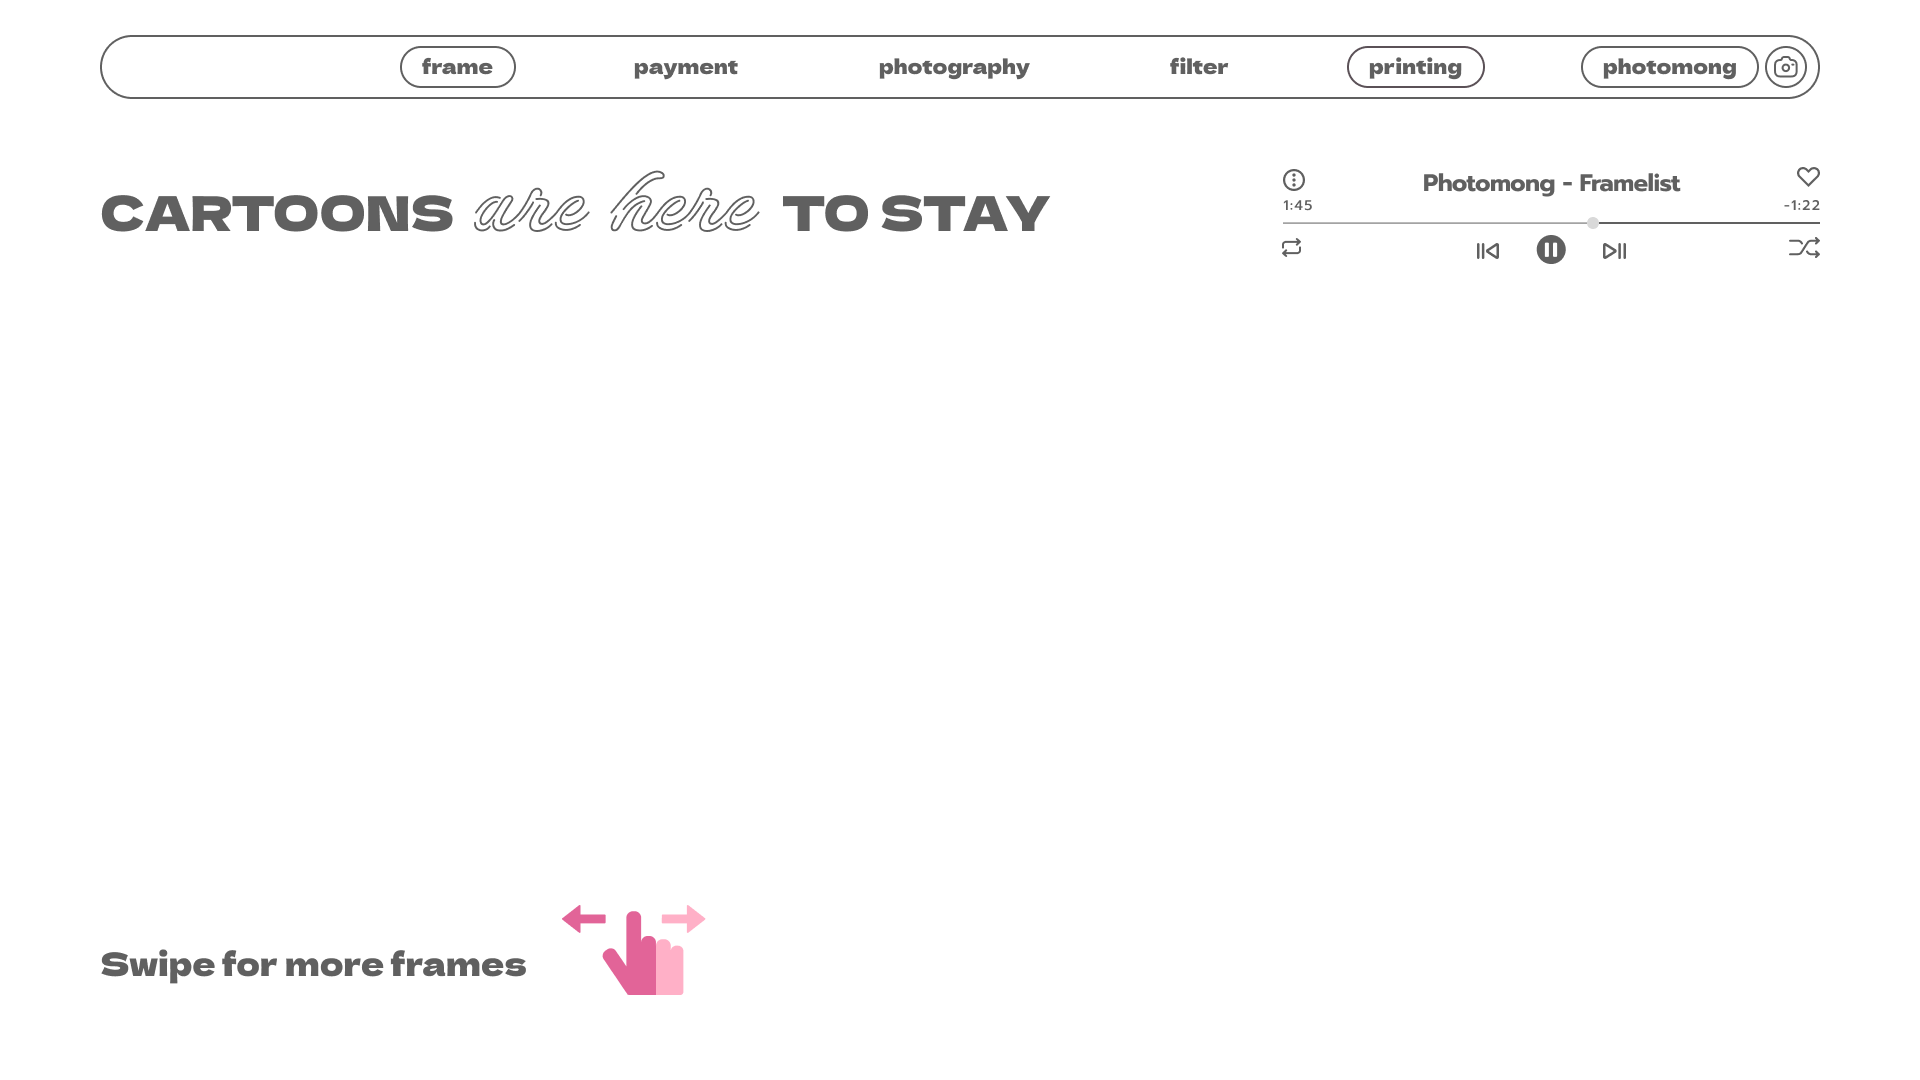 frame payment photography filter printing photomong
CARTOONS are here TO STAY
Photomong - Framelist
1:45 -1:22
Swipe for more frames